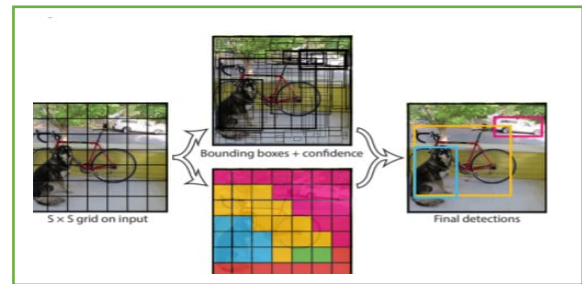 Bounding boxes + confidence
S × S grid on input
Final detections